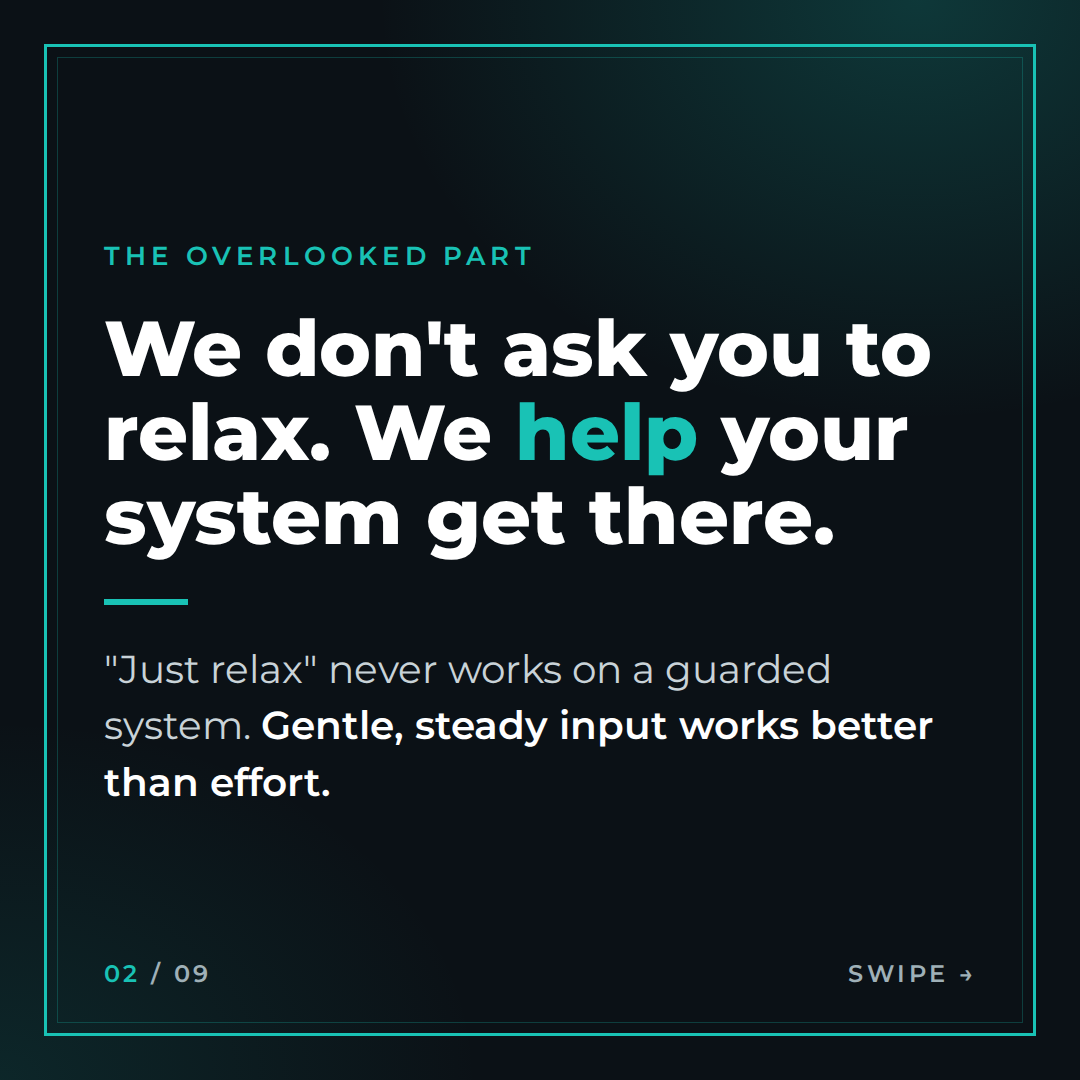 THE OVERLOOKED PART
We don't ask you to
relax. We help your
system get there.
"Just relax" never works on a guarded
system. Gentle, steady input works better
than effort.
02 / 09
SWIPE →